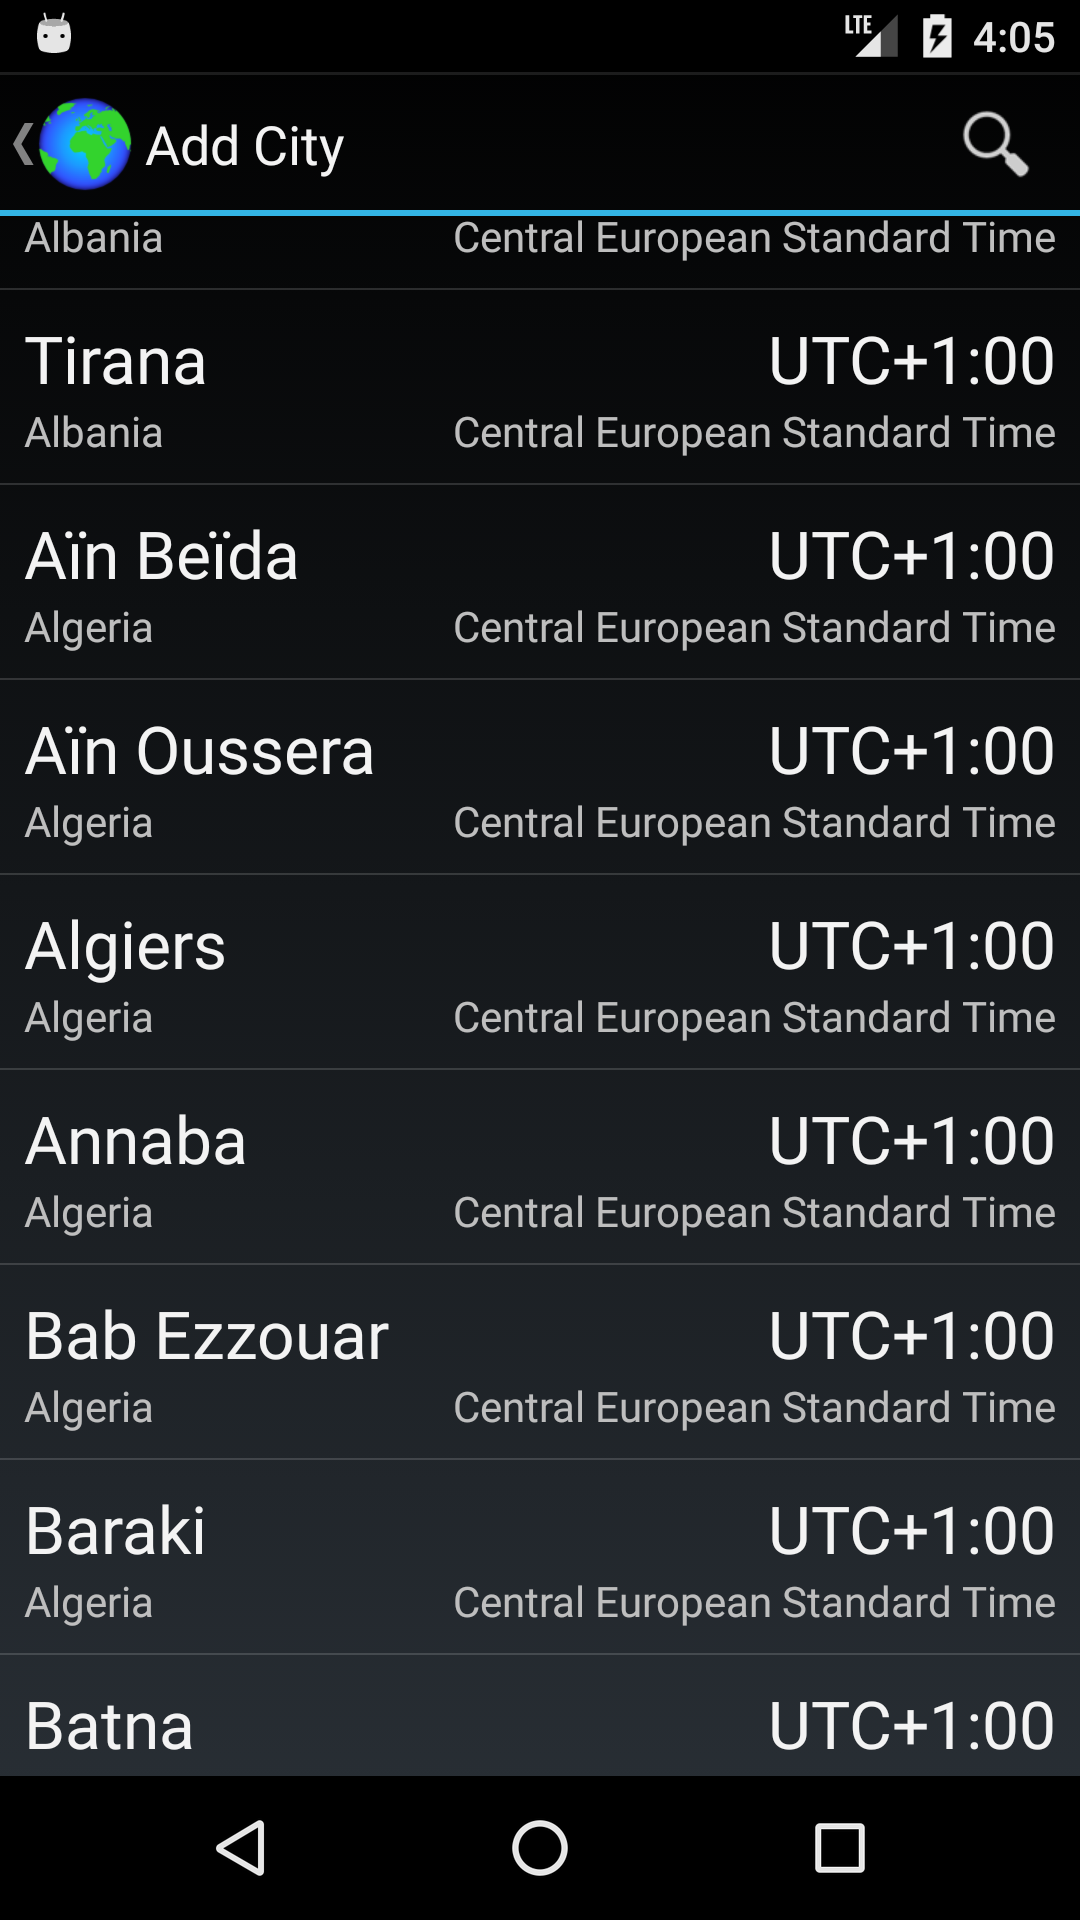 LTE 4:05
Add City
Albania Central European Standard Time
Tirana UTC+1:00
Albania Central European Standard Time
Aïn Beïda UTC+1:00
Algeria Central European Standard Time
Aïn Oussera UTC+1:00
Algeria Central European Standard Time
Algiers UTC+1:00
Algeria Central European Standard Time
Annaba UTC+1:00
Algeria Central European Standard Time
Bab Ezzouar UTC+1:00
Algeria Central European Standard Time
Baraki UTC+1:00
Algeria Central European Standard Time
Batna UTC+1:00